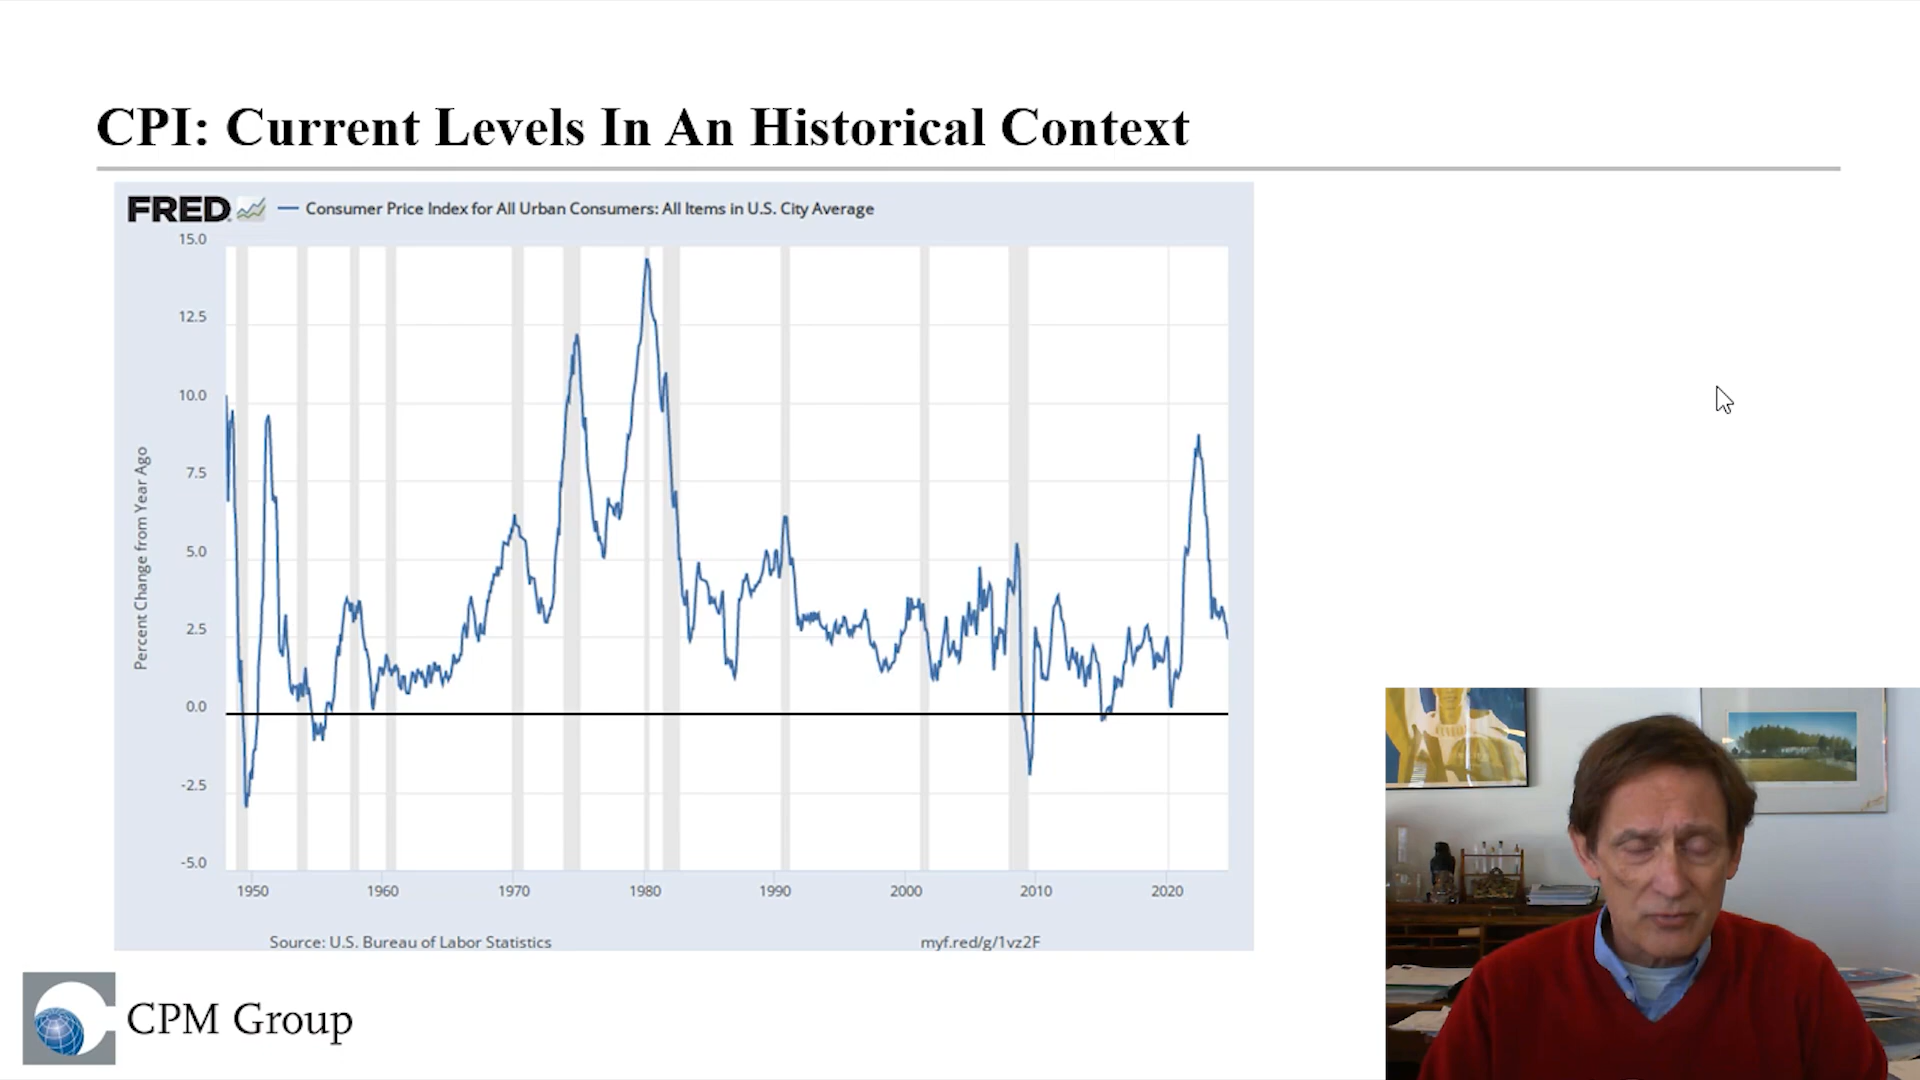 CPI: Current Levels In An Historical Context
FRED
Consumer Price Index for All Urban Consumers: All Items in U.S. City Average
15.0
12.5
10.0
7.5
5.0
2.5
0.0
-2.5
-5.0
Percent Change from Year Ago
1950 1960 1970 1980 1990 2000 2010 2020
Source: U.S. Bureau of Labor Statistics
myf.red/g/1vz2F
CPM Group